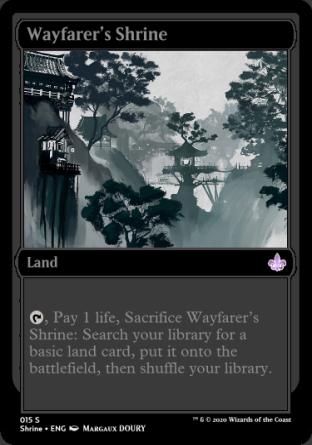 Wayfarer's Shrine
Land
, Pay 1 life, Sacrifice Wayfarer's
Shrine: Search your library for a
basic land card, put it onto the
battlefield, then shuffle your library.
015 S
Shrine • ENG Margaux DOURY
™ & © 2020 Wizards of the Coast